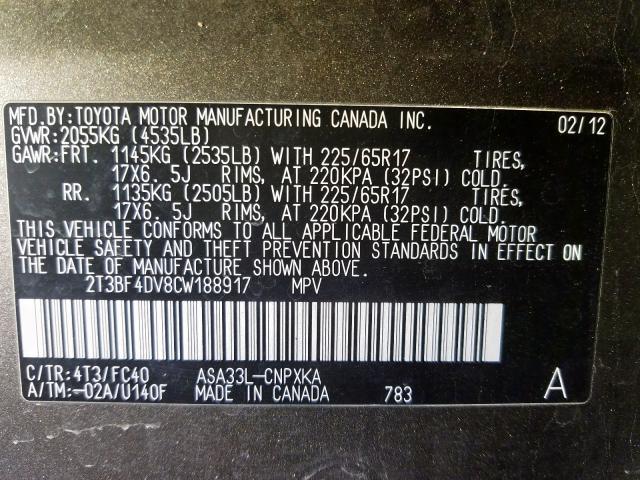 MFD.BY:TOYOTA MOTOR MANUFACTURING CANADA INC. 02/12
GVWR:2055KG (4535LB)
GAWR:FRT. 1145KG (2535LB) WITH 225/65R17 TIRES,
17X6.5J RIMS, AT 220KPA (32PSI) COLD
RR. 1135KG (2505LB) WITH 225/65R17 TIRES,
17X6.5J RIMS, AT 220KPA (32PSI) COLD.
THIS VEHICLE CONFORMS TO ALL APPLICABLE FEDERAL MOTOR
VEHICLE SAFETY AND THEFT PREVENTION STANDARDS IN EFFECT ON
THE DATE OF MANUFACTURE SHOWN ABOVE.
2T3BF4DV8CW188917 MPV
C/TR:4T3/FC40 ASA33L-CNPXKA
A/TM:-02A/U140F MADE IN CANADA 783 A